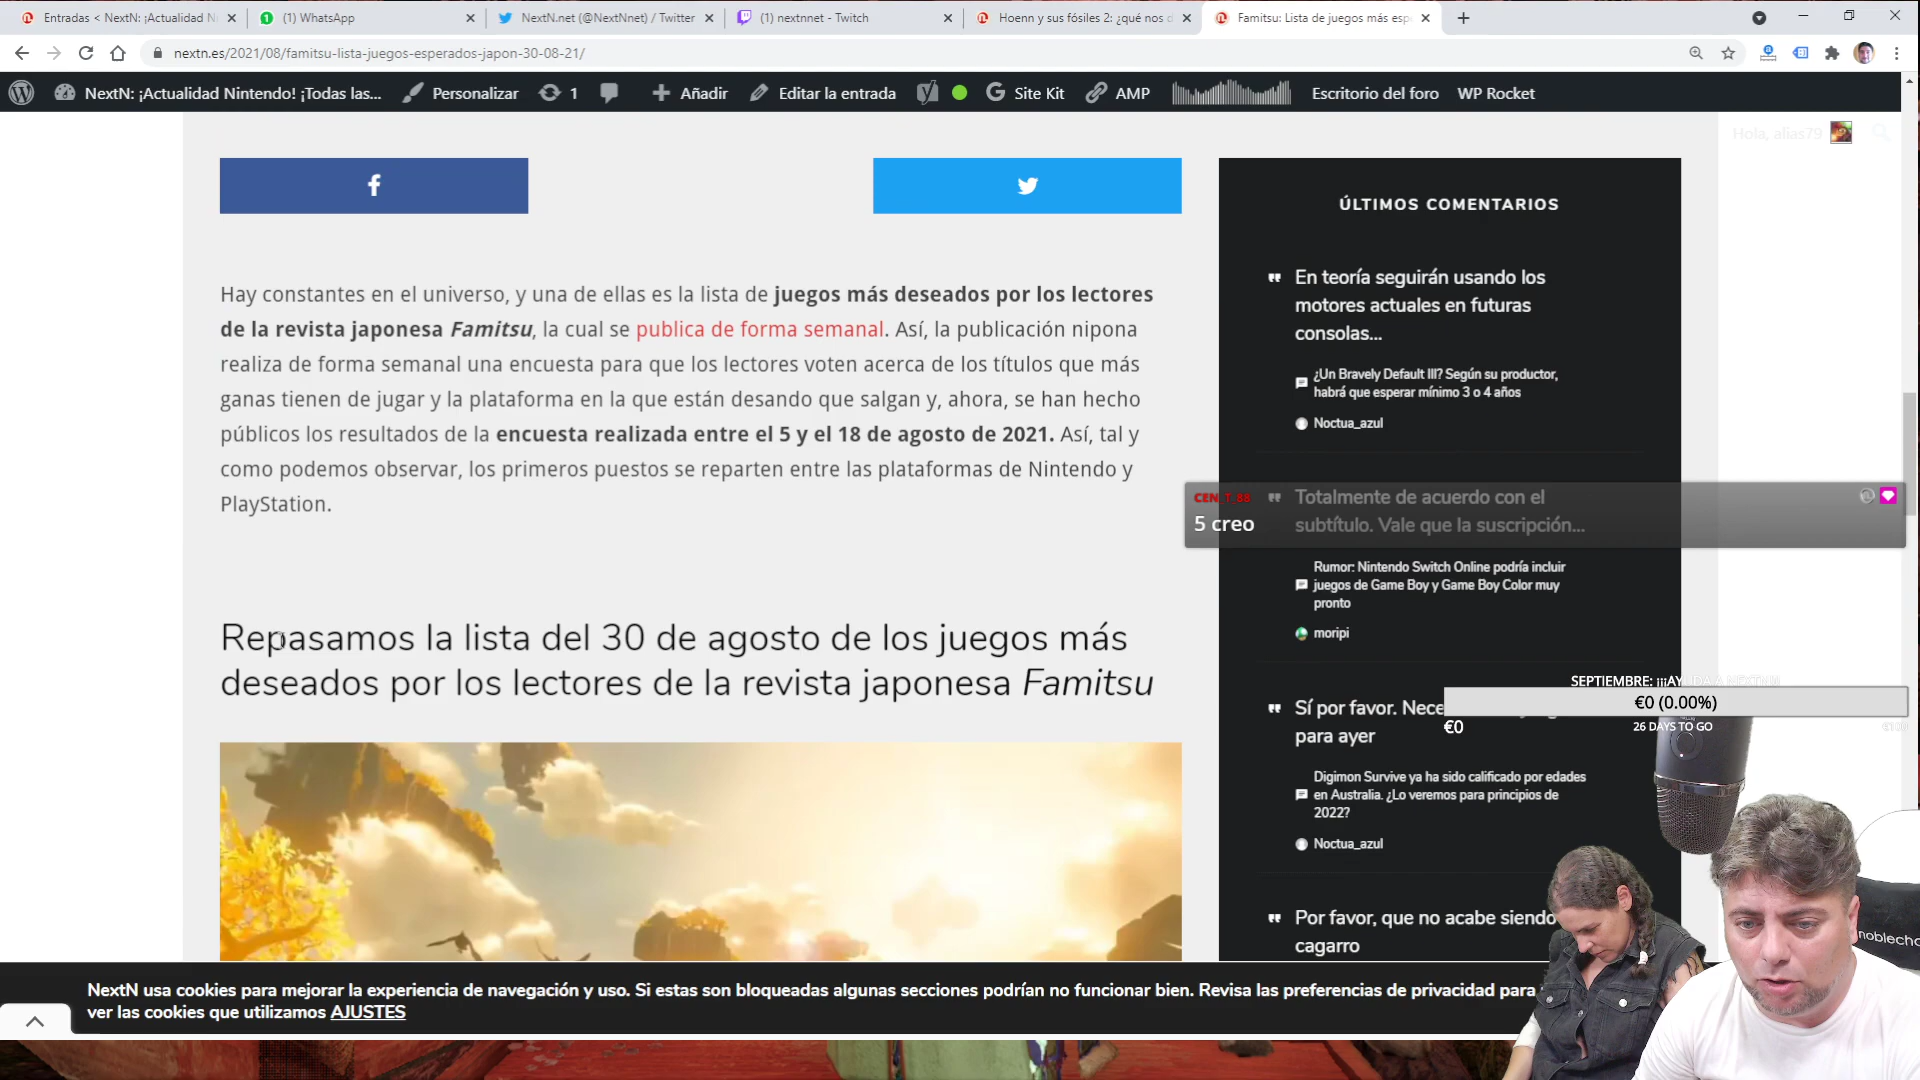 Entradas < NextN: ¡Actualidad N
(1) WhatsApp
NextN.net (@NextNnet) / Twitter
(1) nextnnet - Twitch
Hoenn y sus fósiles 2: ¿qué nos d
Famitsu: Lista de juegos más esp
nextn.es/2021/08/famitsu-lista-juegos-esperados-japon-30-08-21/
NextN: ¡Actualidad Nintendo! ¡Todas las...
Personalizar
1
Añadir
Editar la entrada
Site Kit
AMP
Escritorio del foro
WP Rocket
Hola, alias79
Hay constantes en el universo, y una de ellas es la lista de juegos más deseados por los lectores
de la revista japonesa Famitsu, la cual se publica de forma semanal. Así, la publicación nipona
realiza de forma semanal una encuesta para que los lectores voten acerca de los títulos que más
ganas tienen de jugar y la plataforma en la que están desando que salgan y, ahora, se han hecho
públicos los resultados de la encuesta realizada entre el 5 y el 18 de agosto de 2021. Así, tal y
como podemos observar, los primeros puestos se reparten entre las plataformas de Nintendo y
PlayStation.
Repasamos la lista del 30 de agosto de los juegos más
deseados por los lectores de la revista japonesa Famitsu
ÚLTIMOS COMENTARIOS
En teoría seguirán usando los
motores actuales en futuras
consolas...
¿Un Bravely Default III? Según su productor,
habrá que esperar mínimo 3 o 4 años
Noctua_azul
CEN_T_88
5 creo
Totalmente de acuerdo con el
subtítulo. Vale que la suscripción...
Rumor: Nintendo Switch Online podría incluir
juegos de Game Boy y Game Boy Color muy
pronto
moripi
SEPTIEMBRE: ¡¡¡AYUDA A NEXTN!!!
€0 (0.00%)
€0
26 DAYS TO GO
Sí por favor.
para ayer
Digimon Survive ya ha sido calificado por edades
en Australia. ¿Lo veremos para principios de
2022?
Noctua_azul
Por favor, que no acabe siendo
cagarro
noblecha
NextN usa cookies para mejorar la experiencia de navegación y uso. Si estas son bloqueadas algunas secciones podrían no funcionar bien. Revisa las preferencias de privacidad para
ver las cookies que utilizamos AJUSTES